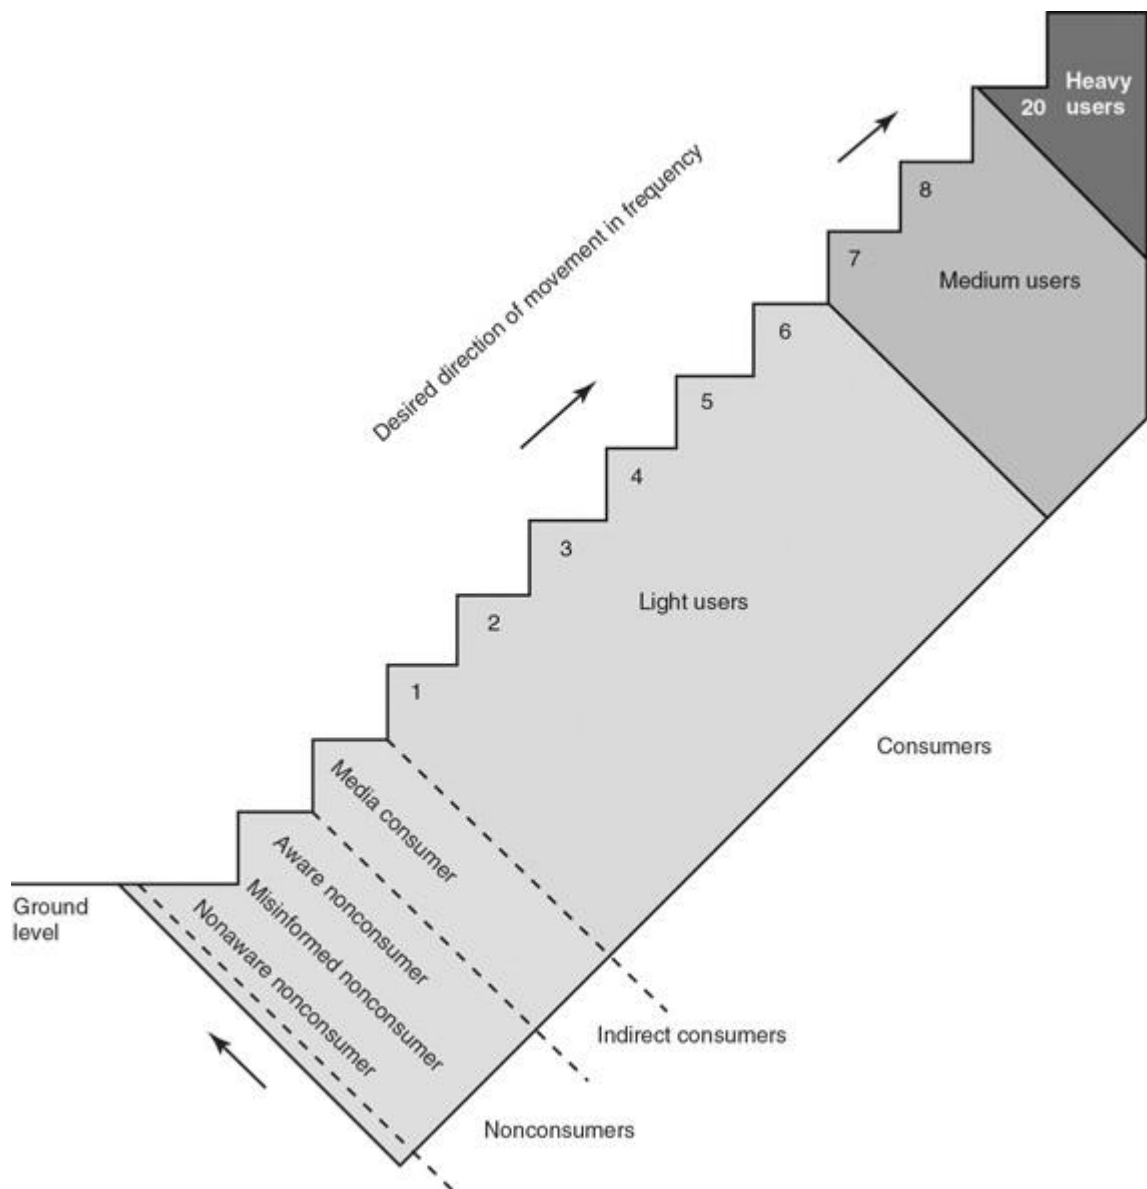 Heavy
users
20
8
7
Medium users
Desired direction of movement in frequency
6
5
4
3
Light users
2
1
Consumers
Media consumer
Aware nonconsumer
Misinformed nonconsumer
Nonaware nonconsumer
Ground
level
Indirect consumers
Nonconsumers